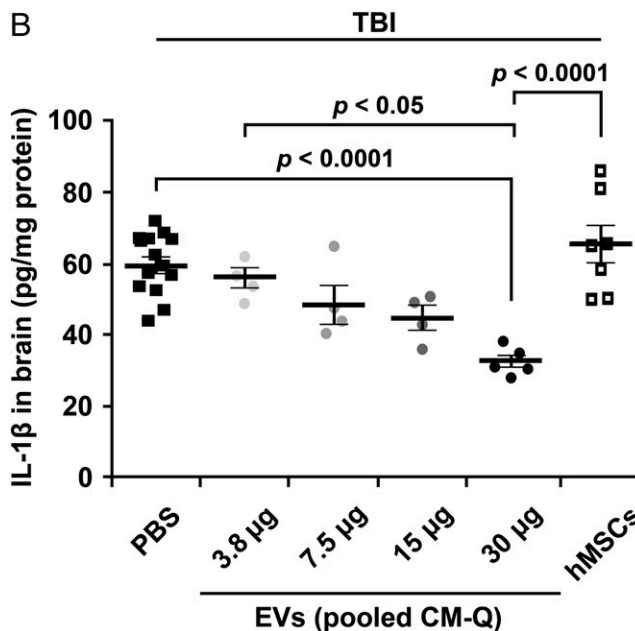 B
TBI
p < 0.0001
p < 0.05
p < 0.0001
IL-1β in brain (pg/mg protein)
100
80
60
40
20
0
PBS
3.8 µg
7.5 µg
15 µg
30 µg
hMSCs
EVs (pooled CM-Q)